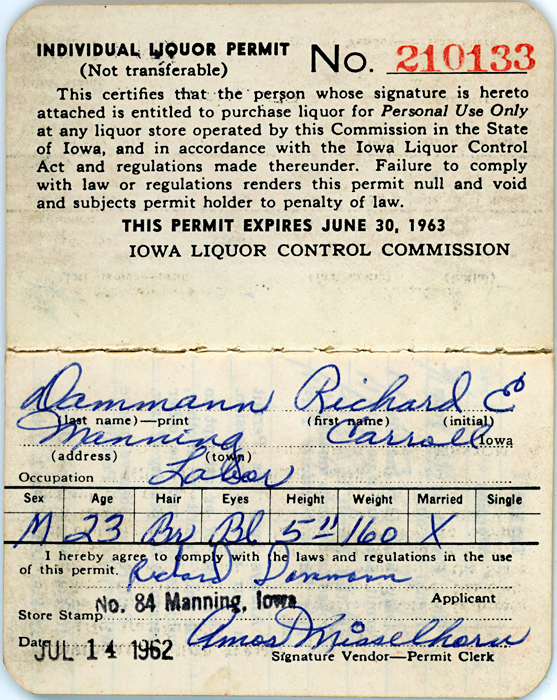 INDIVIDUAL LIQUOR PERMIT No. 210133
(Not transferable)
This certifies that the person whose signature is hereto
attached is entitled to purchase liquor for Personal Use Only
at any liquor store operated by this Commission in the State
of Iowa, and in accordance with the Iowa Liquor Control
Act and regulations made thereunder. Failure to comply
with law or regulations renders this permit null and void
and subjects permit holder to penalty of law.
THIS PERMIT EXPIRES JUNE 30, 1963
IOWA LIQUOR CONTROL COMMISSION
Dammann Richard E
(last name)—print (first name) (initial)
Manning Carroll Iowa
(address) (town)
Occupation Labor
Sex Age Hair Eyes Height Weight Married Single
M 23 Br Bl 5 11 160 X
I hereby agree to comply with the laws and regulations in the use
of this permit. Richard Dammann
Applicant
Store Stamp No. 84 Manning, Iowa
Date JUL 14 1962 Amos Misselhorn
Signature Vendor—Permit Clerk